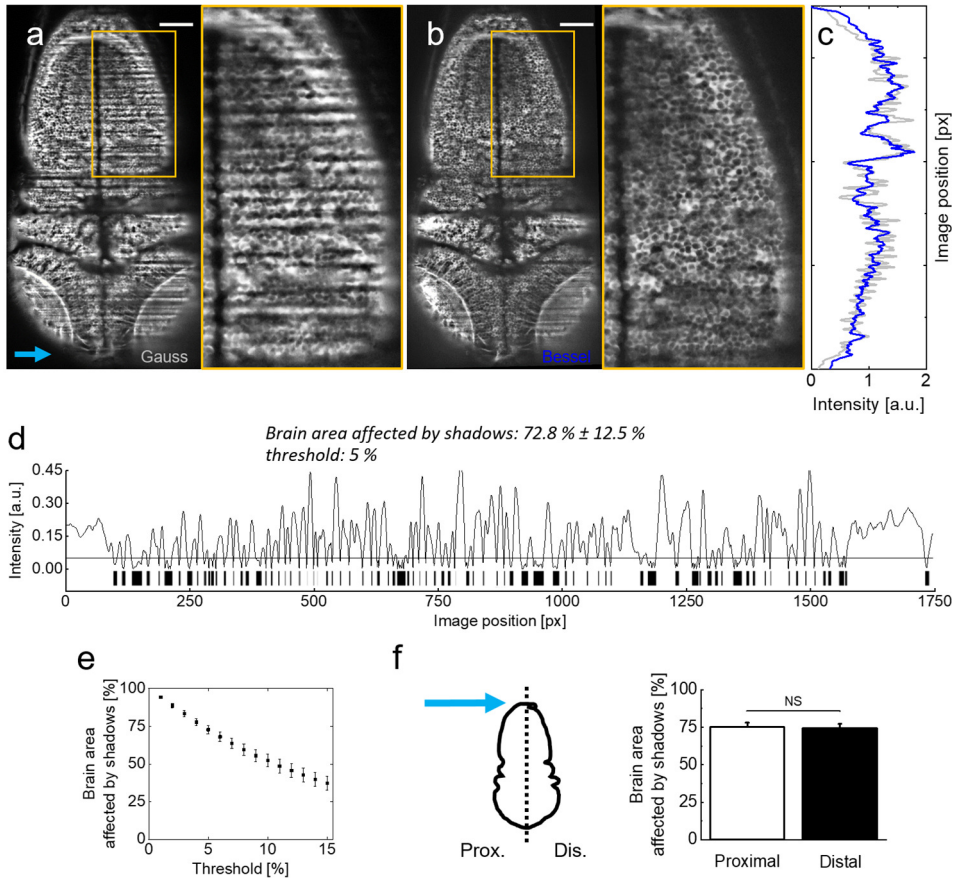 a
b
c
Gauss
Bessel
Image position [px]
0
1
2
Intensity [a.u.]
d
Brain area affected by shadows: 72.8 % ± 12.5 %
threshold: 5 %
0.45
0.30
0.15
0.00
Intensity [a.u.]
0
250
500
750
1000
1250
1500
1750
Image position [px]
e
100
75
50
25
0
Brain area
affected by shadows [%]
0
5
10
15
Threshold [%]
f
Prox.
Dis.
100
75
50
25
0
Brain area
affected by shadows [%]
NS
Proximal
Distal